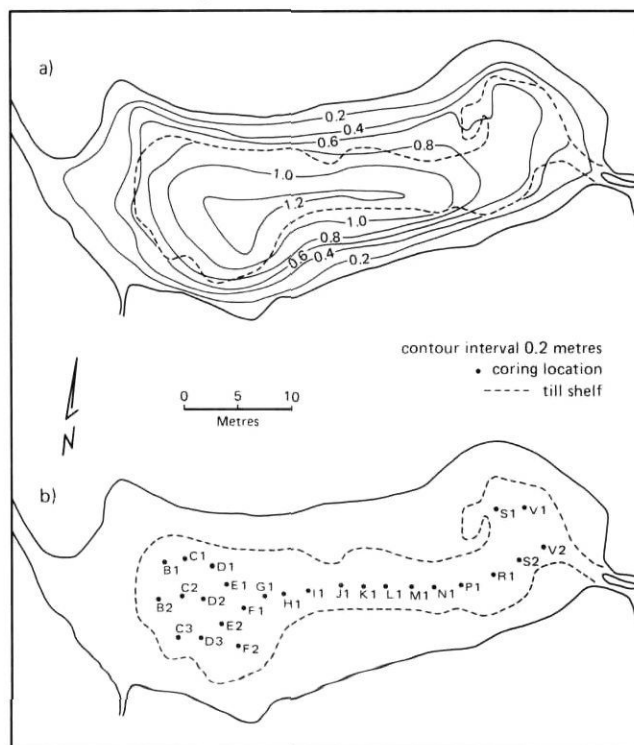 a)
0.2
0.4
0.6
0.8
1.0
1.2
1.0
0.8
0.6
0.4
0.2
contour interval 0.2 metres
• coring location
----- till shelf
0 5 10
Metres
N
b)
S1 V1
V2
S2
R1
C1
B1 D1
E1
G1 H1 I1 J1 K1 L1 M1 N1 P1
B2 C2 D2
F1
E2
C3 D3
F2